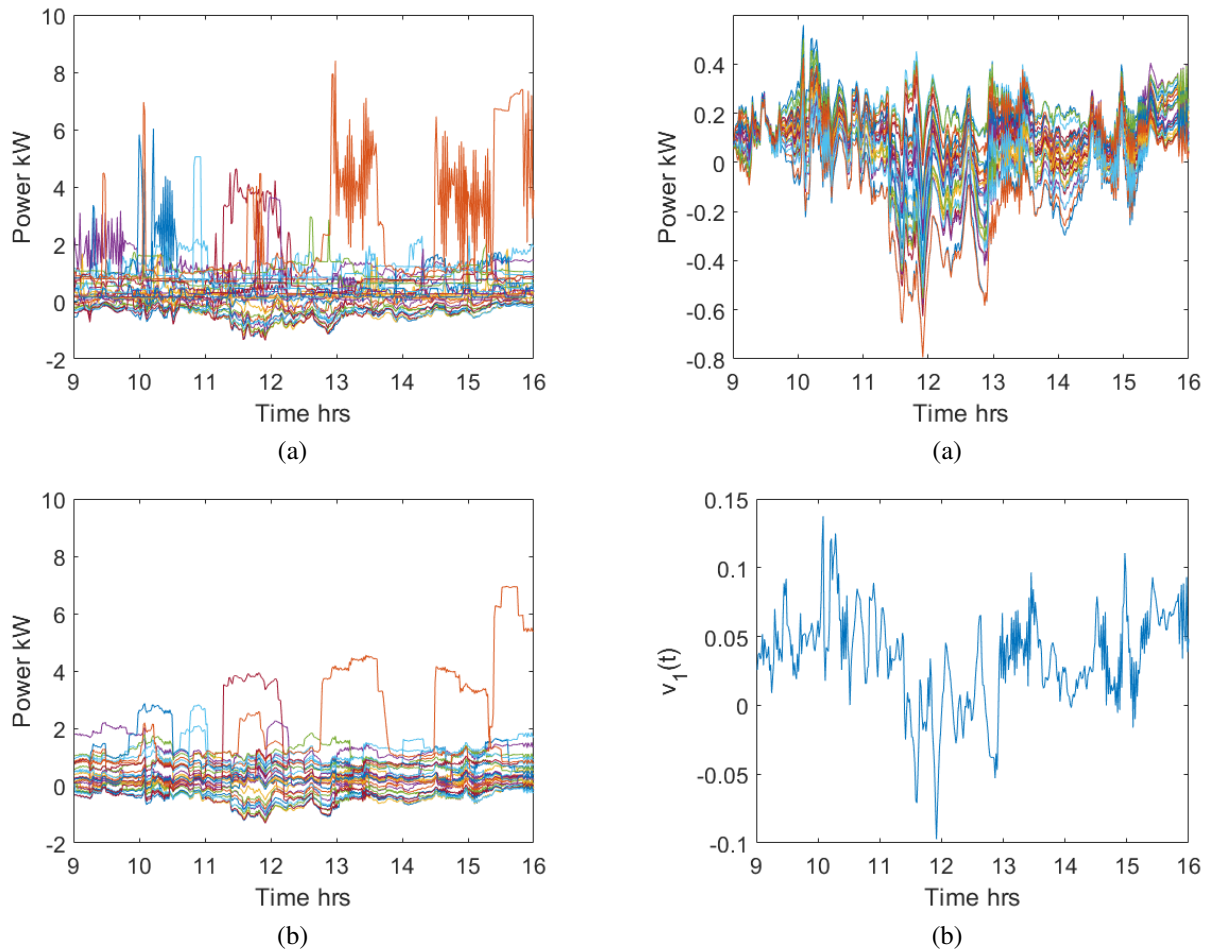 10
8
6
4
2
0
-2
Power kW
9 10 11 12 13 14 15 16
Time hrs
(a)
0.4
0.2
0
-0.2
-0.4
-0.6
-0.8
Power kW
9 10 11 12 13 14 15 16
Time hrs
(a)
10
8
6
4
2
0
-2
Power kW
9 10 11 12 13 14 15 16
Time hrs
(b)
0.15
0.1
0.05
0
-0.05
-0.1
v₁(t)
9 10 11 12 13 14 15 16
Time hrs
(b)